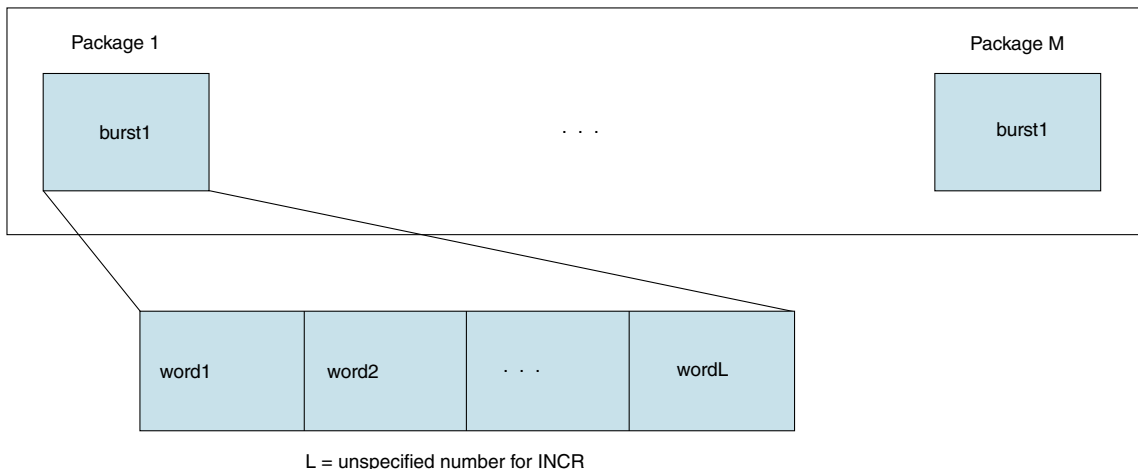 Package 1
Package M
burst1
. . .
burst1
word1
word2
. . .
wordL
L = unspecified number for INCR